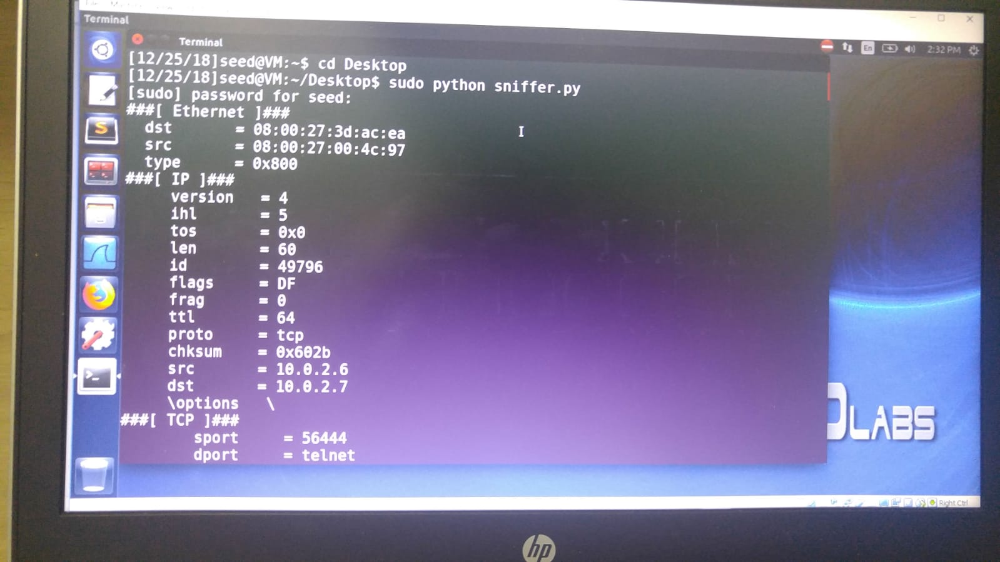 Terminal
Terminal
En
2:32 PM
[12/25/18]seed@VM:~$ cd Desktop
[12/25/18]seed@VM:~/Desktop$ sudo python sniffer.py
[sudo] password for seed:
###[ Ethernet ]###
dst = 08:00:27:3d:ac:ea
src = 08:00:27:00:4c:97
type = 0x800
###[ IP ]###
version = 4
ihl = 5
tos = 0x0
len = 60
id = 49796
flags = DF
frag = 0
ttl = 64
proto = tcp
chksum = 0x602b
src = 10.0.2.6
dst = 10.0.2.7
\options \
###[ TCP ]###
sport = 56444
dport = telnet
LABS
Right Ctrl
hp